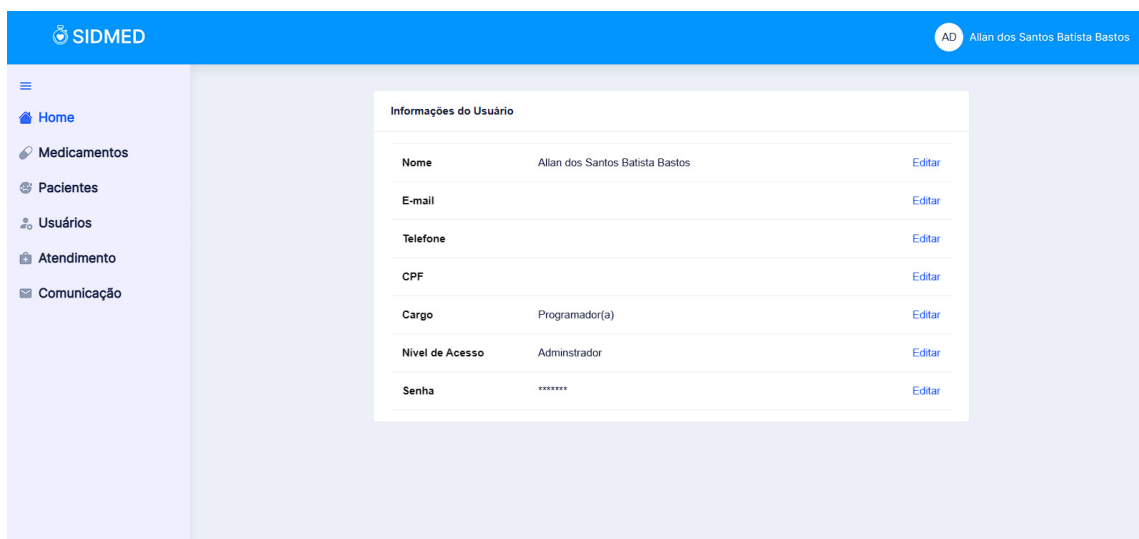 SIDMED
AD Allan dos Santos Batista Bastos
Home
Medicamentos
Pacientes
Usuários
Atendimento
Comunicação
Informações do Usuário
Nome Allan dos Santos Batista Bastos Editar
E-mail Editar
Telefone Editar
CPF Editar
Cargo Programador(a) Editar
Nível de Acesso Adminstrador Editar
Senha ******* Editar